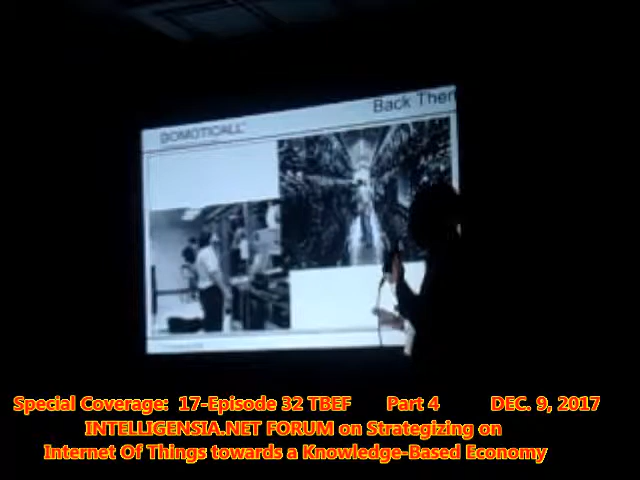 Back Then
DOMOTICALL
Special Coverage: 17-Episode 32 TBEF Part 4 DEC. 9, 2017
INTELLIGENSIA.NET FORUM on Strategizing on
Internet Of Things towards a Knowledge-Based Economy